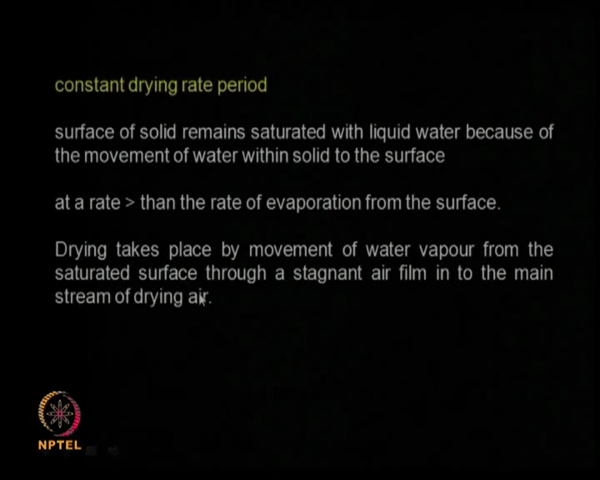 constant drying rate period
surface of solid remains saturated with liquid water because of
the movement of water within solid to the surface
at a rate > than the rate of evaporation from the surface.
Drying takes place by movement of water vapour from the
saturated surface through a stagnant air film in to the main
stream of drying air.
NPTEL